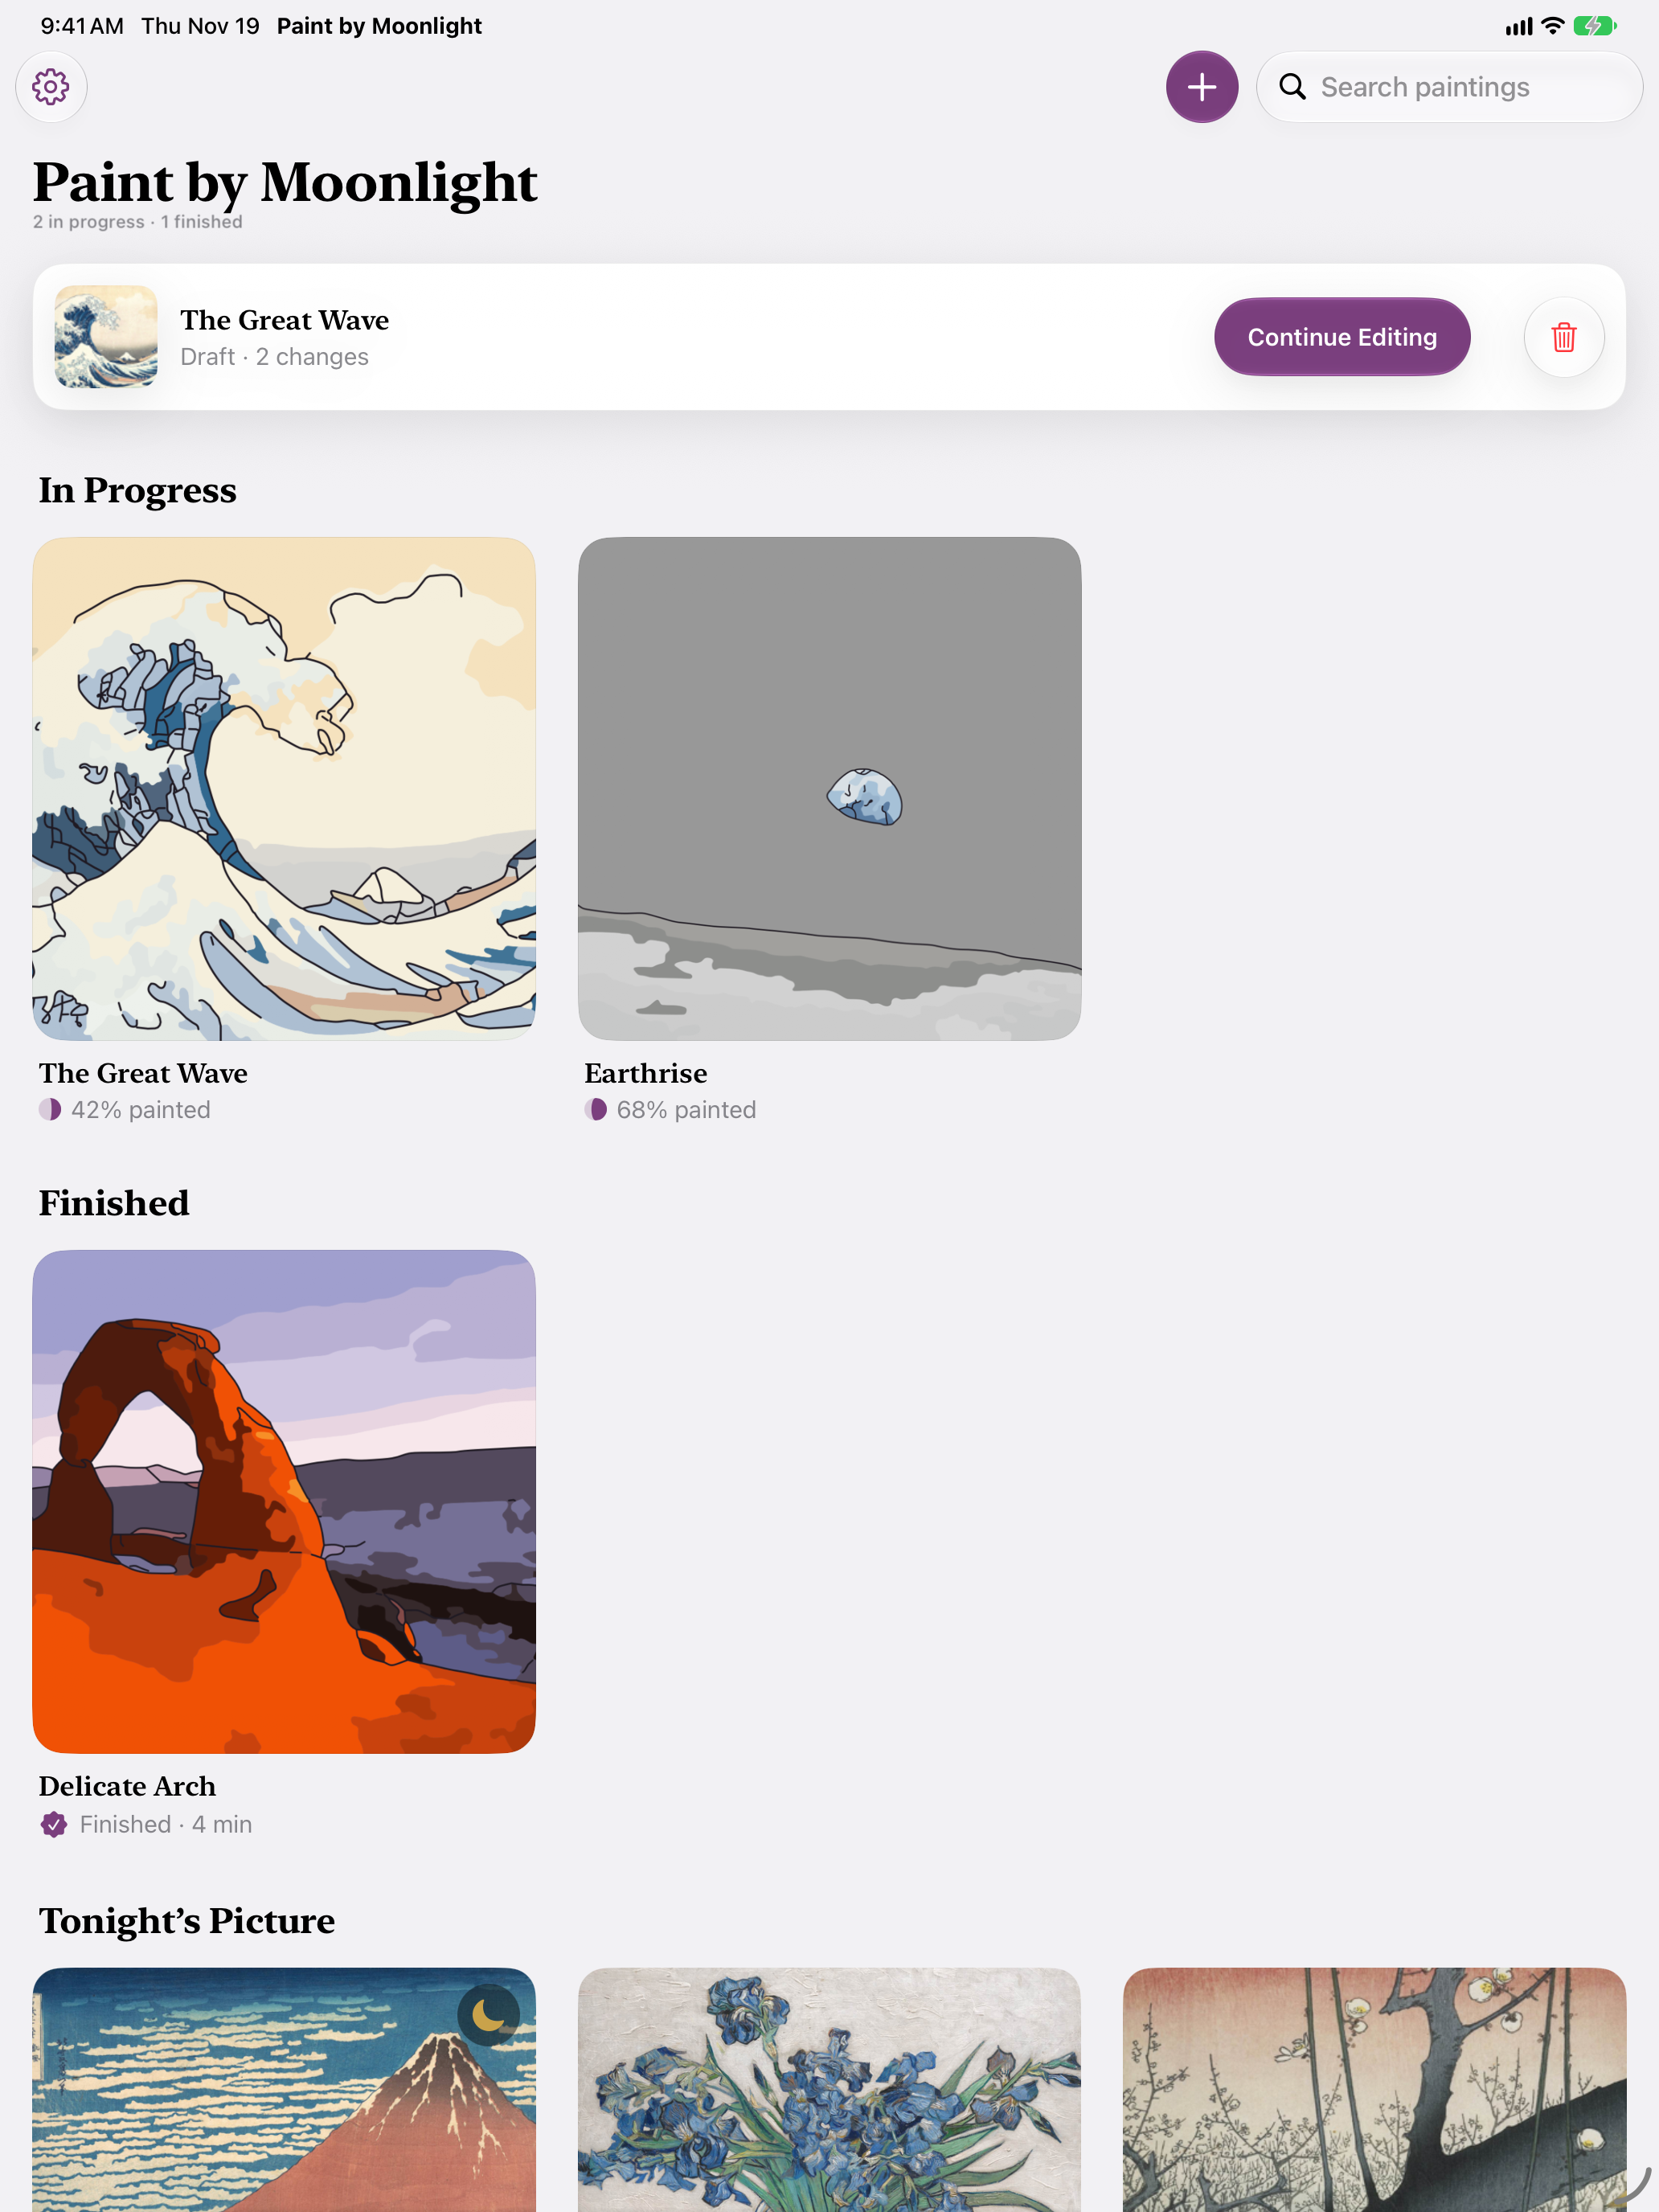 9:41 AM Thu Nov 19 Paint by Moonlight
Search paintings
Paint by Moonlight
2 in progress · 1 finished
The Great Wave
Draft · 2 changes
Continue Editing
In Progress
The Great Wave
42% painted
Earthrise
68% painted
Finished
Delicate Arch
Finished · 4 min
Tonight’s Picture